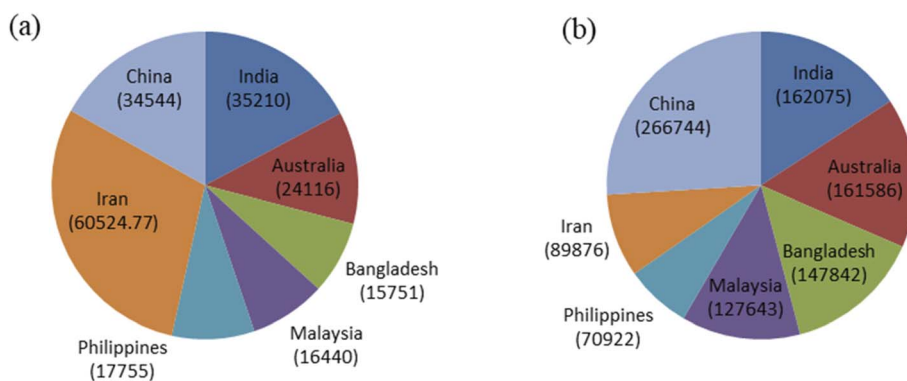 (a)
China
(34544)
India
(35210)
Australia
(24116)
Iran
(60524.77)
Bangladesh
(15751)
Malaysia
(16440)
Philippines
(17755)
(b)
China
(266744)
India
(162075)
Australia
(161586)
Iran
(89876)
Bangladesh
(147842)
Malaysia
(127643)
Philippines
(70922)